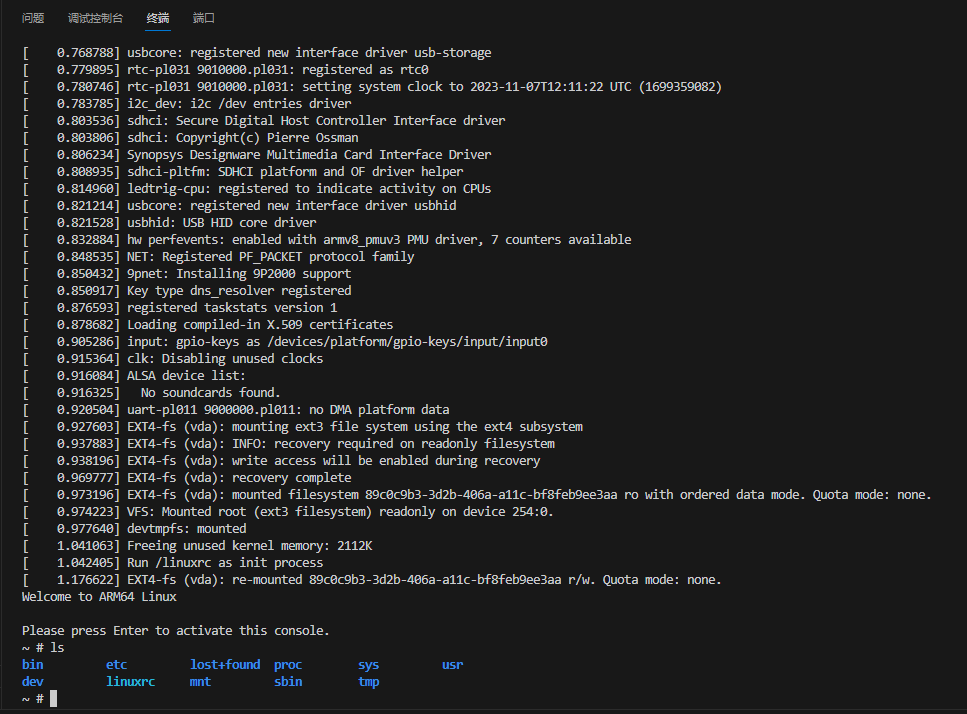 问题 调试控制台 终端 端口
[    0.768788] usbcore: registered new interface driver usb-storage
[    0.779895] rtc-pl031 9010000.pl031: registered as rtc0
[    0.780746] rtc-pl031 9010000.pl031: setting system clock to 2023-11-07T12:11:22 UTC (1699359082)
[    0.783785] i2c_dev: i2c /dev entries driver
[    0.803536] sdhci: Secure Digital Host Controller Interface driver
[    0.803806] sdhci: Copyright(c) Pierre Ossman
[    0.806234] Synopsys Designware Multimedia Card Interface Driver
[    0.808935] sdhci-pltfm: SDHCI platform and OF driver helper
[    0.814960] ledtrig-cpu: registered to indicate activity on CPUs
[    0.821214] usbcore: registered new interface driver usbhid
[    0.821528] usbhid: USB HID core driver
[    0.832884] hw perfevents: enabled with armv8_pmuv3 PMU driver, 7 counters available
[    0.848535] NET: Registered PF_PACKET protocol family
[    0.850432] 9pnet: Installing 9P2000 support
[    0.850917] Key type dns_resolver registered
[    0.876593] registered taskstats version 1
[    0.878682] Loading compiled-in X.509 certificates
[    0.905286] input: gpio-keys as /devices/platform/gpio-keys/input/input0
[    0.915364] clk: Disabling unused clocks
[    0.916084] ALSA device list:
[    0.916325]   No soundcards found.
[    0.920504] uart-pl011 9000000.pl011: no DMA platform data
[    0.927603] EXT4-fs (vda): mounting ext3 file system using the ext4 subsystem
[    0.937883] EXT4-fs (vda): INFO: recovery required on readonly filesystem
[    0.938196] EXT4-fs (vda): write access will be enabled during recovery
[    0.969777] EXT4-fs (vda): recovery complete
[    0.973196] EXT4-fs (vda): mounted filesystem 89c0c9b3-3d2b-406a-a11c-bf8feb9ee3aa ro with ordered data mode. Quota mode: none.
[    0.974223] VFS: Mounted root (ext3 filesystem) readonly on device 254:0.
[    0.977640] devtmpfs: mounted
[    1.041063] Freeing unused kernel memory: 2112K
[    1.042405] Run /linuxrc as init process
[    1.176622] EXT4-fs (vda): re-mounted 89c0c9b3-3d2b-406a-a11c-bf8feb9ee3aa r/w. Quota mode: none.
Welcome to ARM64 Linux
Please press Enter to activate this console.
~ # ls
bin         etc         lost+found  proc        sys         usr
dev         linuxrc     mnt         sbin        tmp
~ #